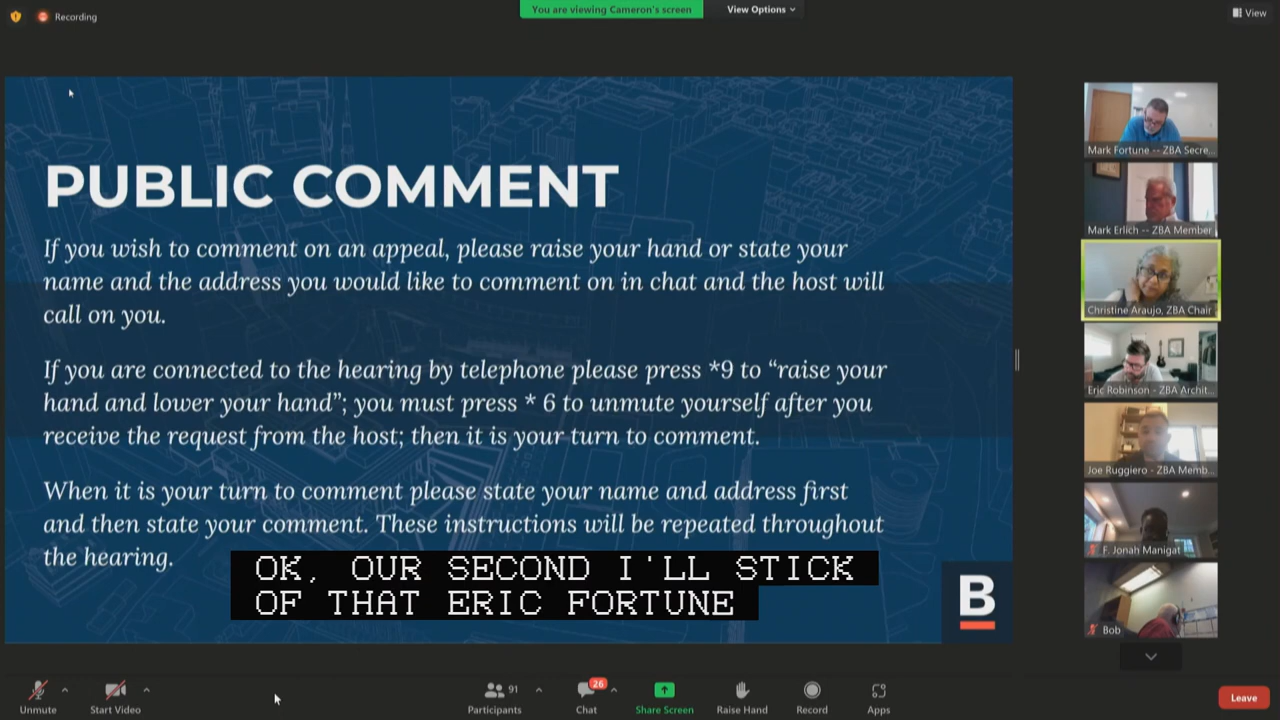 Recording
You are viewing Cameron's screen
View Options
View
PUBLIC COMMENT
If you wish to comment on an appeal, please raise your hand or state your
name and the address you would like to comment on in chat and the host will
call on you.
If you are connected to the hearing by telephone please press *9 to “raise your
hand and lower your hand”; you must press * 6 to unmute yourself after you
receive the request from the host; then it is your turn to comment.
When it is your turn to comment please state your name and address first
and then state your comment. These instructions will be repeated throughout
the hearing.
OK, OUR SECOND I'LL STICK
OF THAT ERIC FORTUNE
B
Mark Fortune -- ZBA Secre...
Mark Erlich -- ZBA Member
Christine Araujo, ZBA Chair
Eric Robinson - ZBA Archit...
Joe Ruggiero - ZBA Memb...
F. Jonah Manigat
Bob
Unmute
Start Video
91
Participants
26
Chat
Share Screen
Raise Hand
Record
Apps
Leave